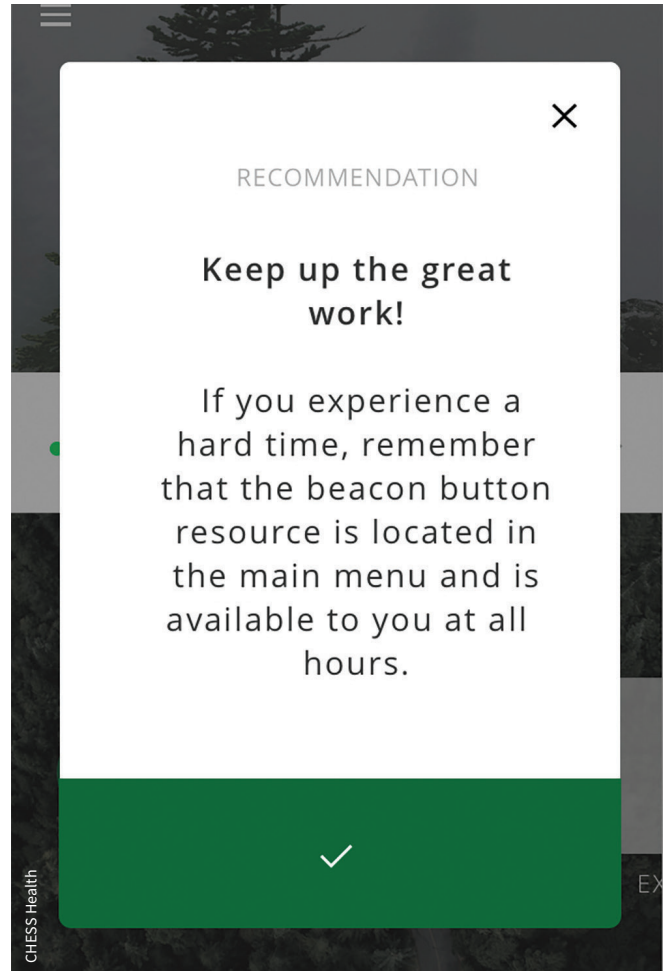 RECOMMENDATION
Keep up the great
work!
If you experience a
hard time, remember
that the beacon button
resource is located in
the main menu and is
available to you at all
hours.
EX
CHESS Health